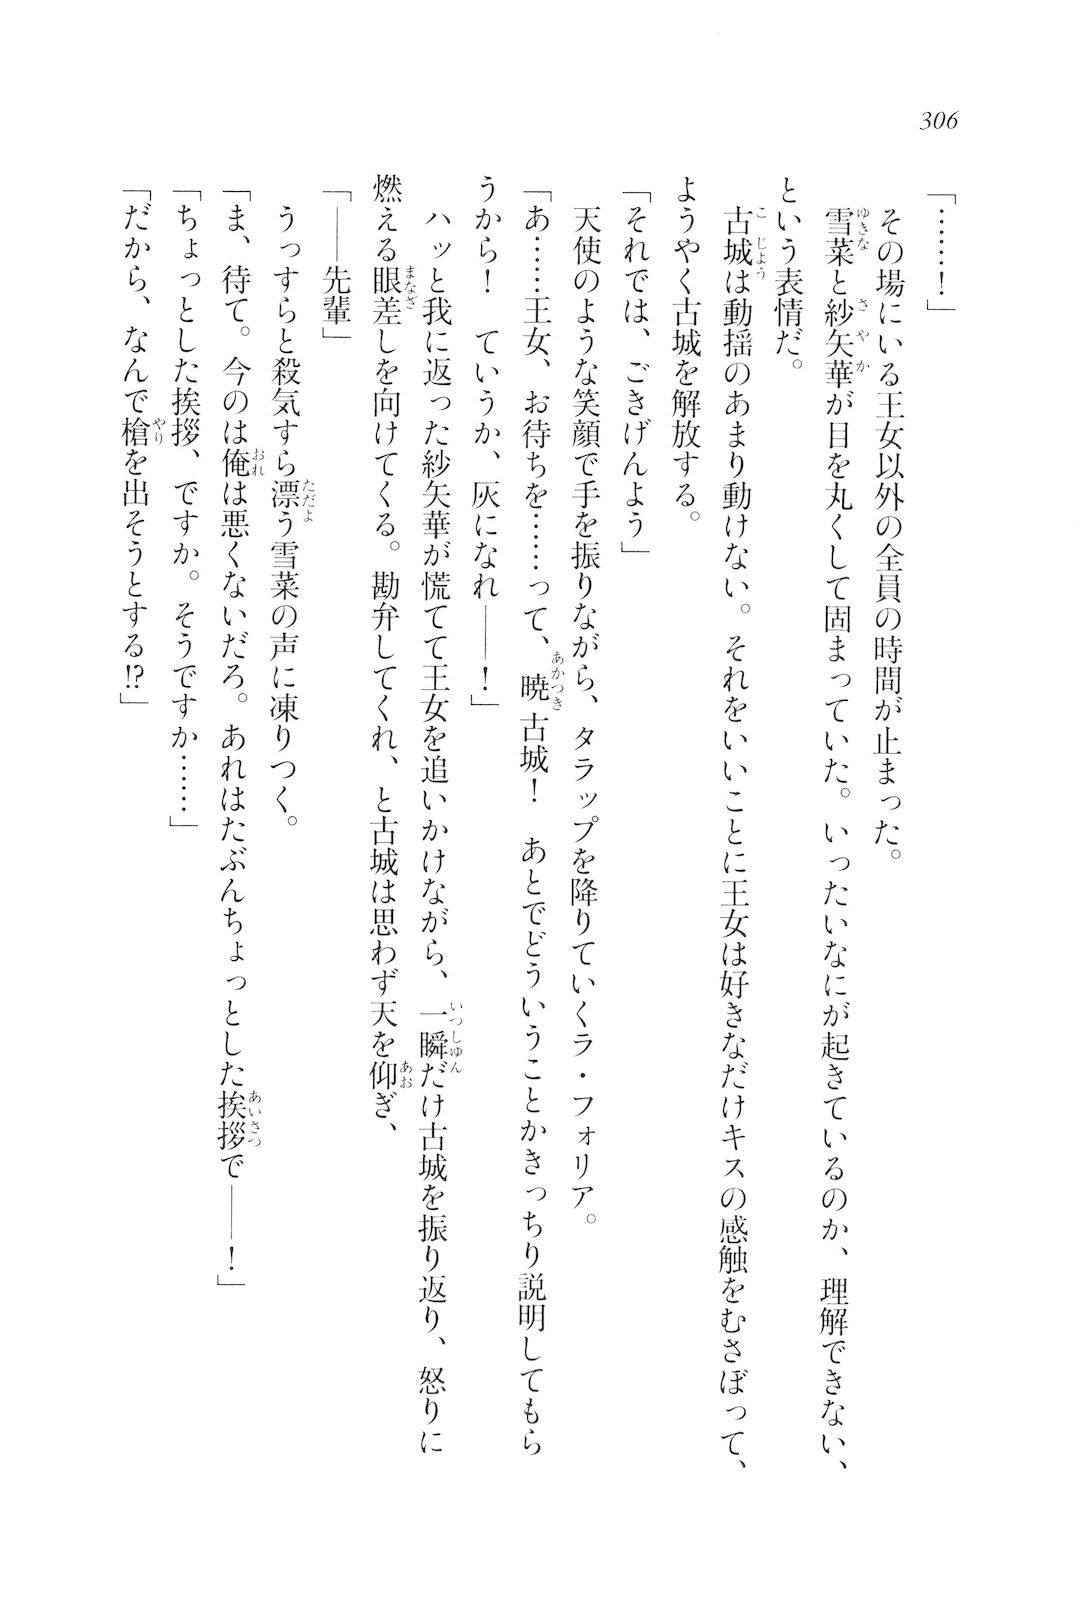 306
「……！」
その場にいる王女以外の全員の時間が止まった。
雪菜と紗矢華が目を丸くして固まっていた。いったいなにが起きているのか、理解できない、
という表情だ。
古城は動揺のあまり動けない。それをいいことに王女は好きなだけキスの感触をむさぼって、
ようやく古城を解放する。
「それでは、ごきげんよう」
天使のような笑顔で手を振りながら、タラップを降りていくラ・フォリア。
「あ……王女、お待ちを……って、暁古城！　あとでどういうことかきっちり説明してもら
うから！　ていうか、灰になれ――！」
ハッと我に返った紗矢華が慌てて王女を追いかけながら、一瞬だけ古城を振り返り、怒りに
燃える眼差しを向けてくる。勘弁してくれ、と古城は思わず天を仰ぎ、
「――先輩」
うっすらと殺気すら漂う雪菜の声に凍りつく。
「ま、待て。今のは俺は悪くないだろ。あれはたぶんちょっとした挨拶で――！」
「ちょっとした挨拶、ですか。そうですか……」
「だから、なんで槍を出そうとする!?」